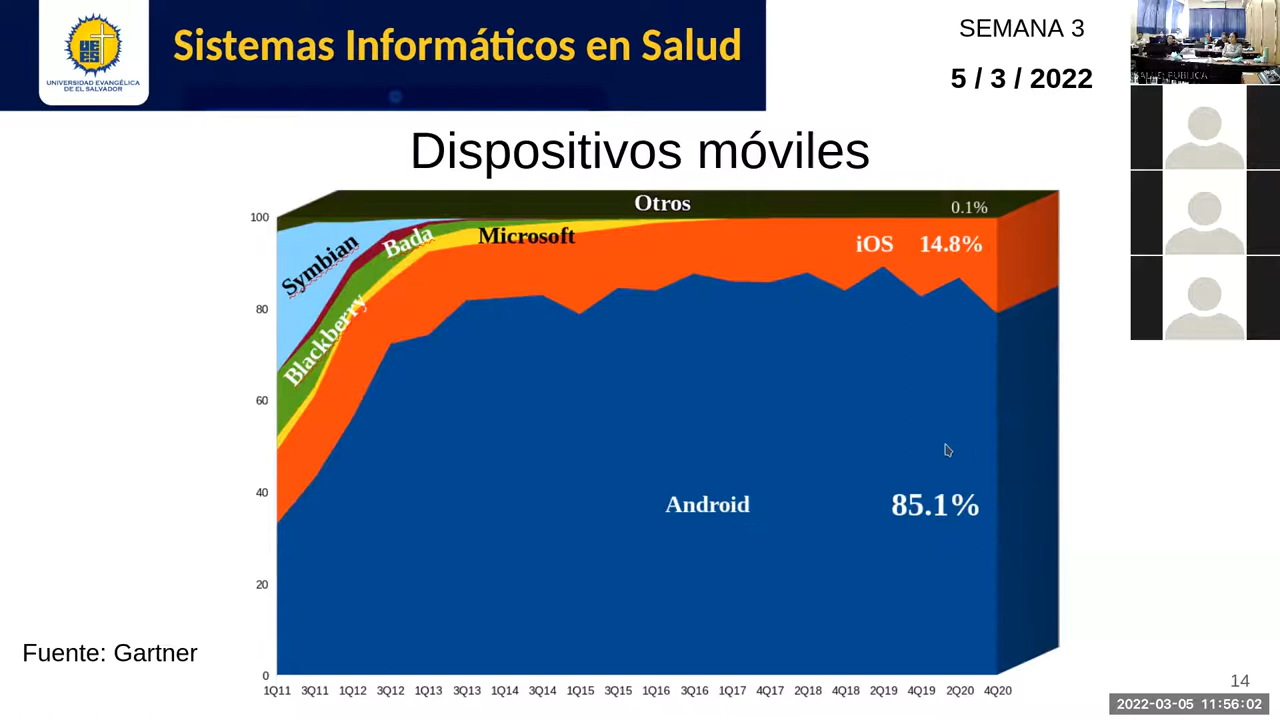 UNIVERSIDAD EVANGÉLICA
DE EL SALVADOR
Sistemas Informáticos en Salud
SEMANA 3
5 / 3 / 2022
SALUD PUBLICA
Dispositivos móviles
Otros
0.1%
Symbian
Bada
Microsoft
iOS 14.8%
Blackberry
Android
85.1%
100
80
60
40
20
0
1Q11 3Q11 1Q12 3Q12 1Q13 3Q13 1Q14 3Q14 1Q15 3Q15 1Q16 3Q16 1Q17 4Q17 2Q18 4Q18 2Q19 4Q19 2Q20 4Q20
Fuente: Gartner
14
2022-03-05 11:56:02